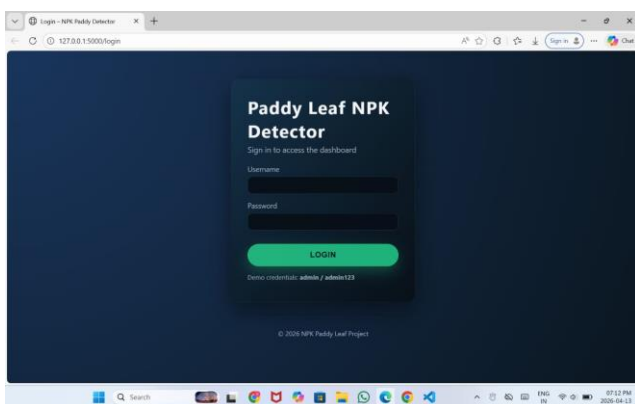 Login – NPK Paddy Detector
127.0.0.1:5000/login
Sign in
Chat
Paddy Leaf NPK
Detector
Sign in to access the dashboard
Username
Password
LOGIN
Demo credentials: admin / admin123
© 2026 NPK Paddy Leaf Project
Search
ENG
IN
07:12 PM
2026-04-13